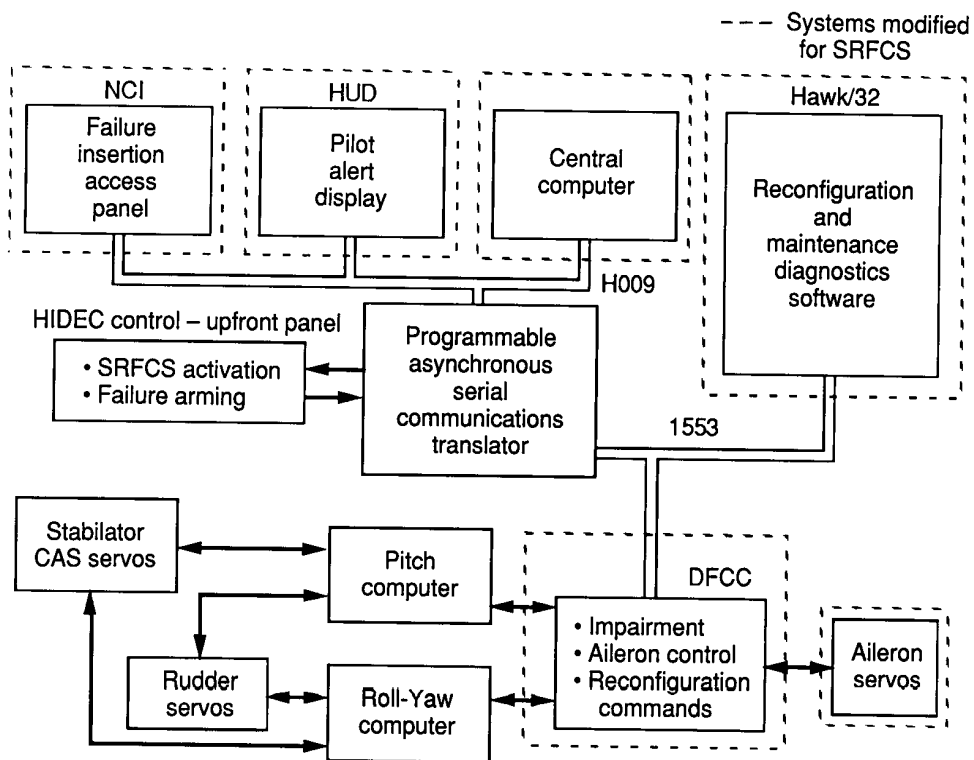 --- Systems modified
for SRFCS
NCI
Failure
insertion
access
panel
HUD
Pilot
alert
display
Central
computer
Hawk/32
Reconfiguration
and
maintenance
diagnostics
software
H009
HIDEC control – upfront panel
• SRFCS activation
• Failure arming
Programmable
asynchronous
serial
communications
translator
1553
Stabilator
CAS servos
Pitch
computer
DFCC
• Impairment
• Aileron control
• Reconfiguration
commands
Aileron
servos
Rudder
servos
Roll-Yaw
computer